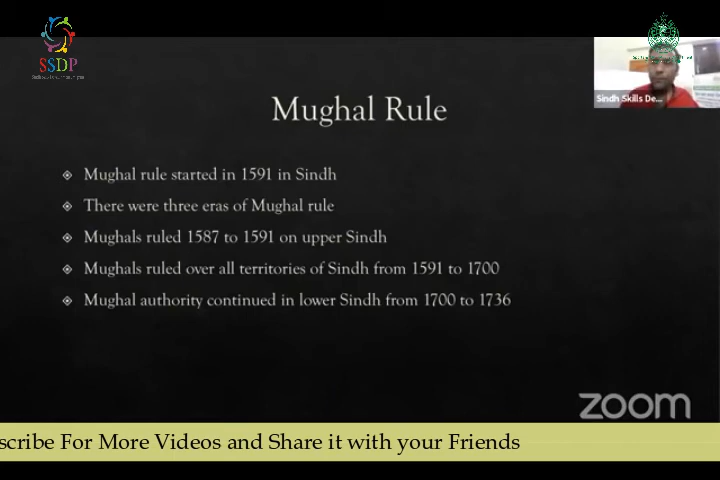 SSDP
Sindh Skills De...
Mughal Rule
Mughal rule started in 1591 in Sindh
There were three eras of Mughal rule
Mughals ruled 1587 to 1591 on upper Sindh
Mughals ruled over all territories of Sindh from 1591 to 1700
Mughal authority continued in lower Sindh from 1700 to 1736
zoom
scribe For More Videos and Share it with your Friends